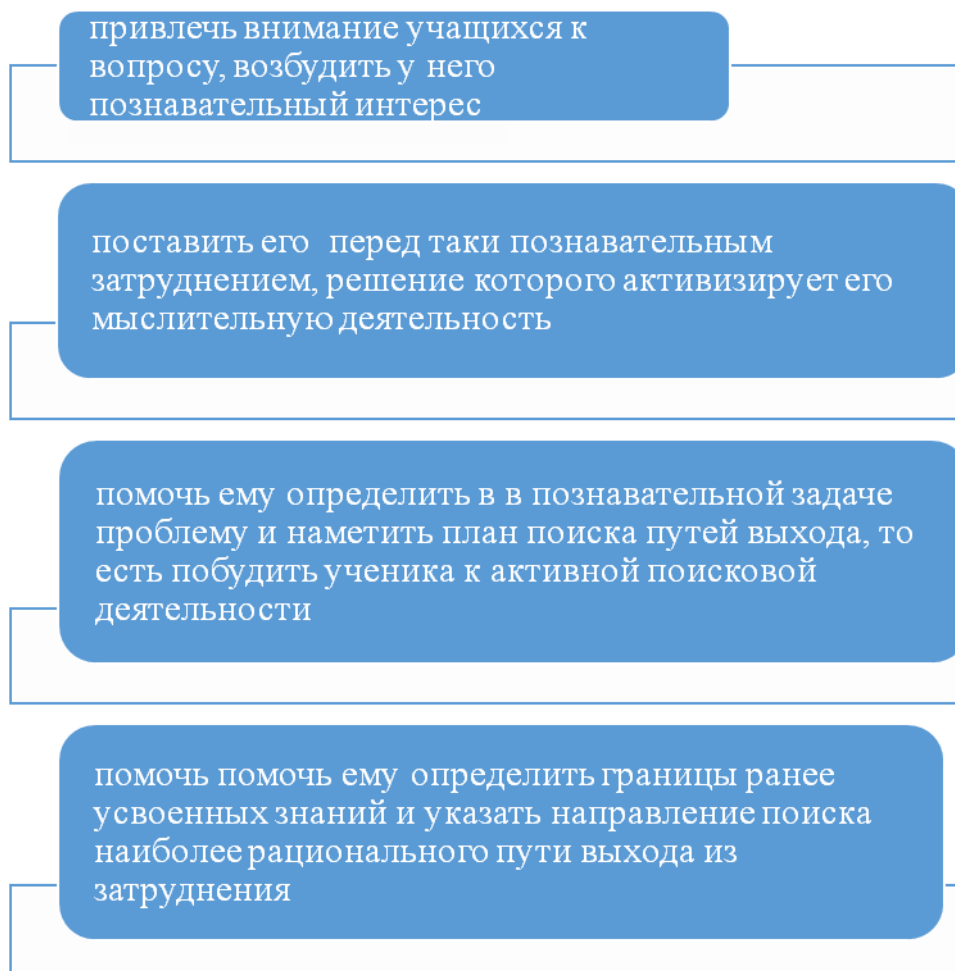 привлечь внимание учащихся к
вопросу, возбудить у него
познавательный интерес
поставить его перед таки познавательным
затруднением, решение которого активизирует его
мыслительную деятельность
помочь ему определить в в познавательной задаче
проблему и наметить план поиска путей выхода, то
есть побудить ученика к активной поисковой
деятельности
помочь помочь ему определить границы ранее
усвоенных знаний и указать направление поиска
наиболее рационального пути выхода из
затруднения